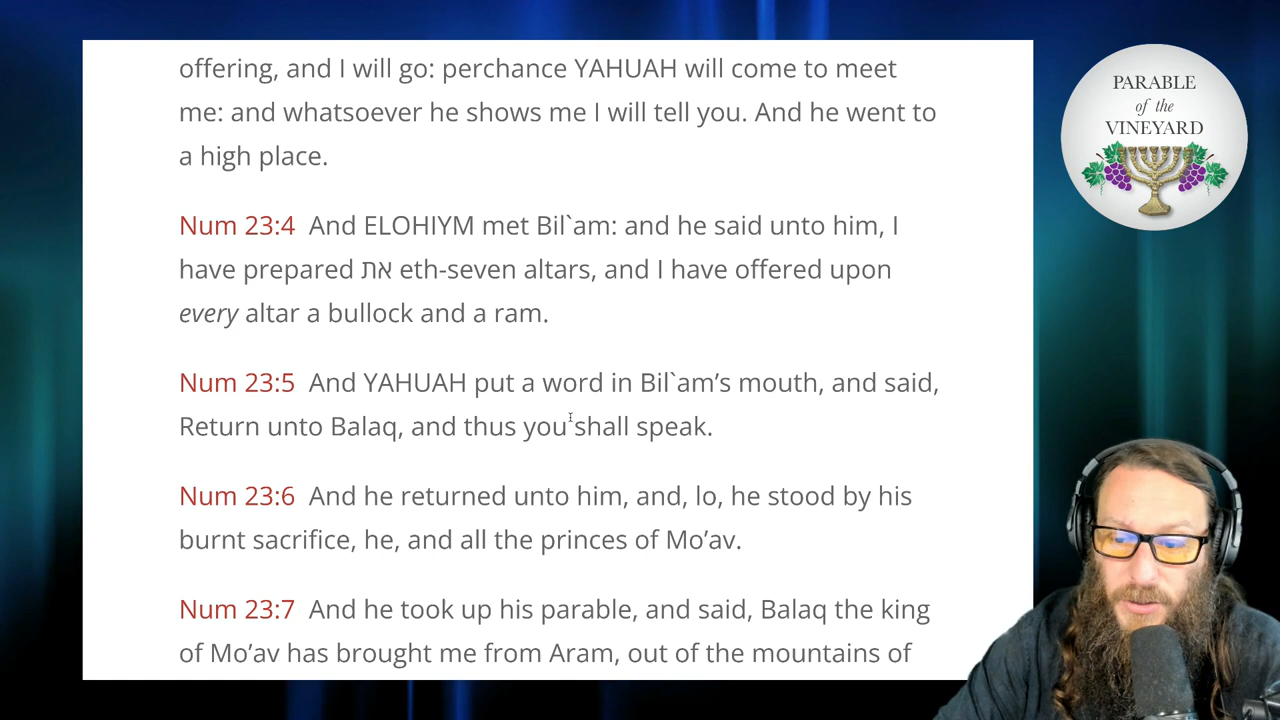 offering, and I will go: perchance YAHUAH will come to meet
me: and whatsoever he shows me I will tell you. And he went to
a high place.
Num 23:4 And ELOHIYM met Bil`am: and he said unto him, I
have prepared את eth-seven altars, and I have offered upon
every altar a bullock and a ram.
Num 23:5 And YAHUAH put a word in Bil`am’s mouth, and said,
Return unto Balaq, and thus you shall speak.
Num 23:6 And he returned unto him, and, lo, he stood by his
burnt sacrifice, he, and all the princes of Mo’av.
Num 23:7 And he took up his parable, and said, Balaq the king
of Mo’av has brought me from Aram, out of the mountains of
PARABLE
of the
VINEYARD